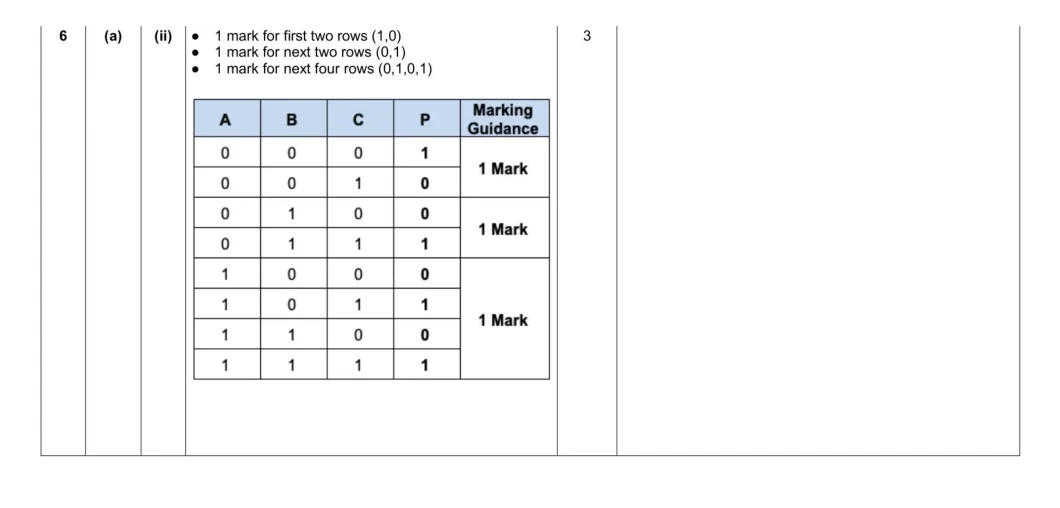 6 (a) (ii) ● 1 mark for first two rows (1,0) 3
● 1 mark for next two rows (0,1)
● 1 mark for next four rows (0,1,0,1)
A B C P Marking Guidance
0 0 0 1 1 Mark
0 0 1 0
0 1 0 0 1 Mark
0 1 1 1
1 0 0 0 1 Mark
1 0 1 1
1 1 0 0
1 1 1 1